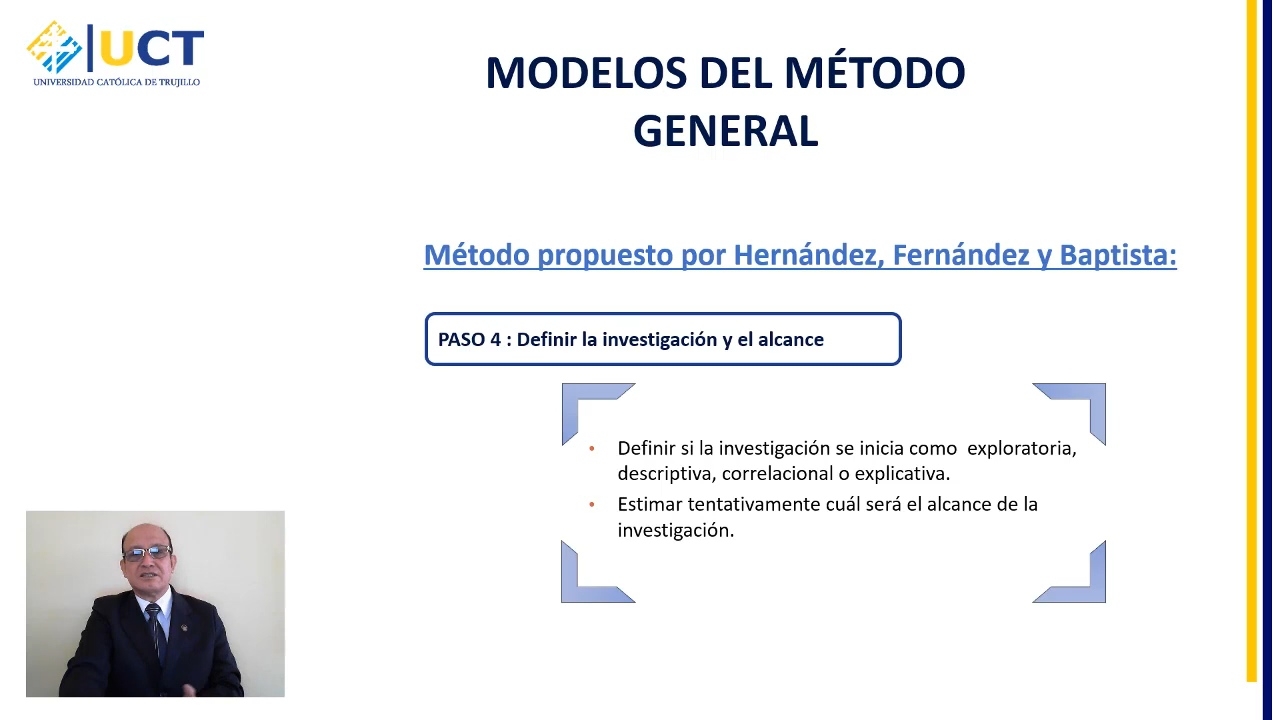 UCT
UNIVERSIDAD CATÓLICA DE TRUJILLO
MODELOS DEL MÉTODO
GENERAL
Método propuesto por Hernández, Fernández y Baptista:
PASO 4 : Definir la investigación y el alcance
• Definir si la investigación se inicia como  exploratoria,
descriptiva, correlacional o explicativa.
• Estimar tentativamente cuál será el alcance de la
investigación.